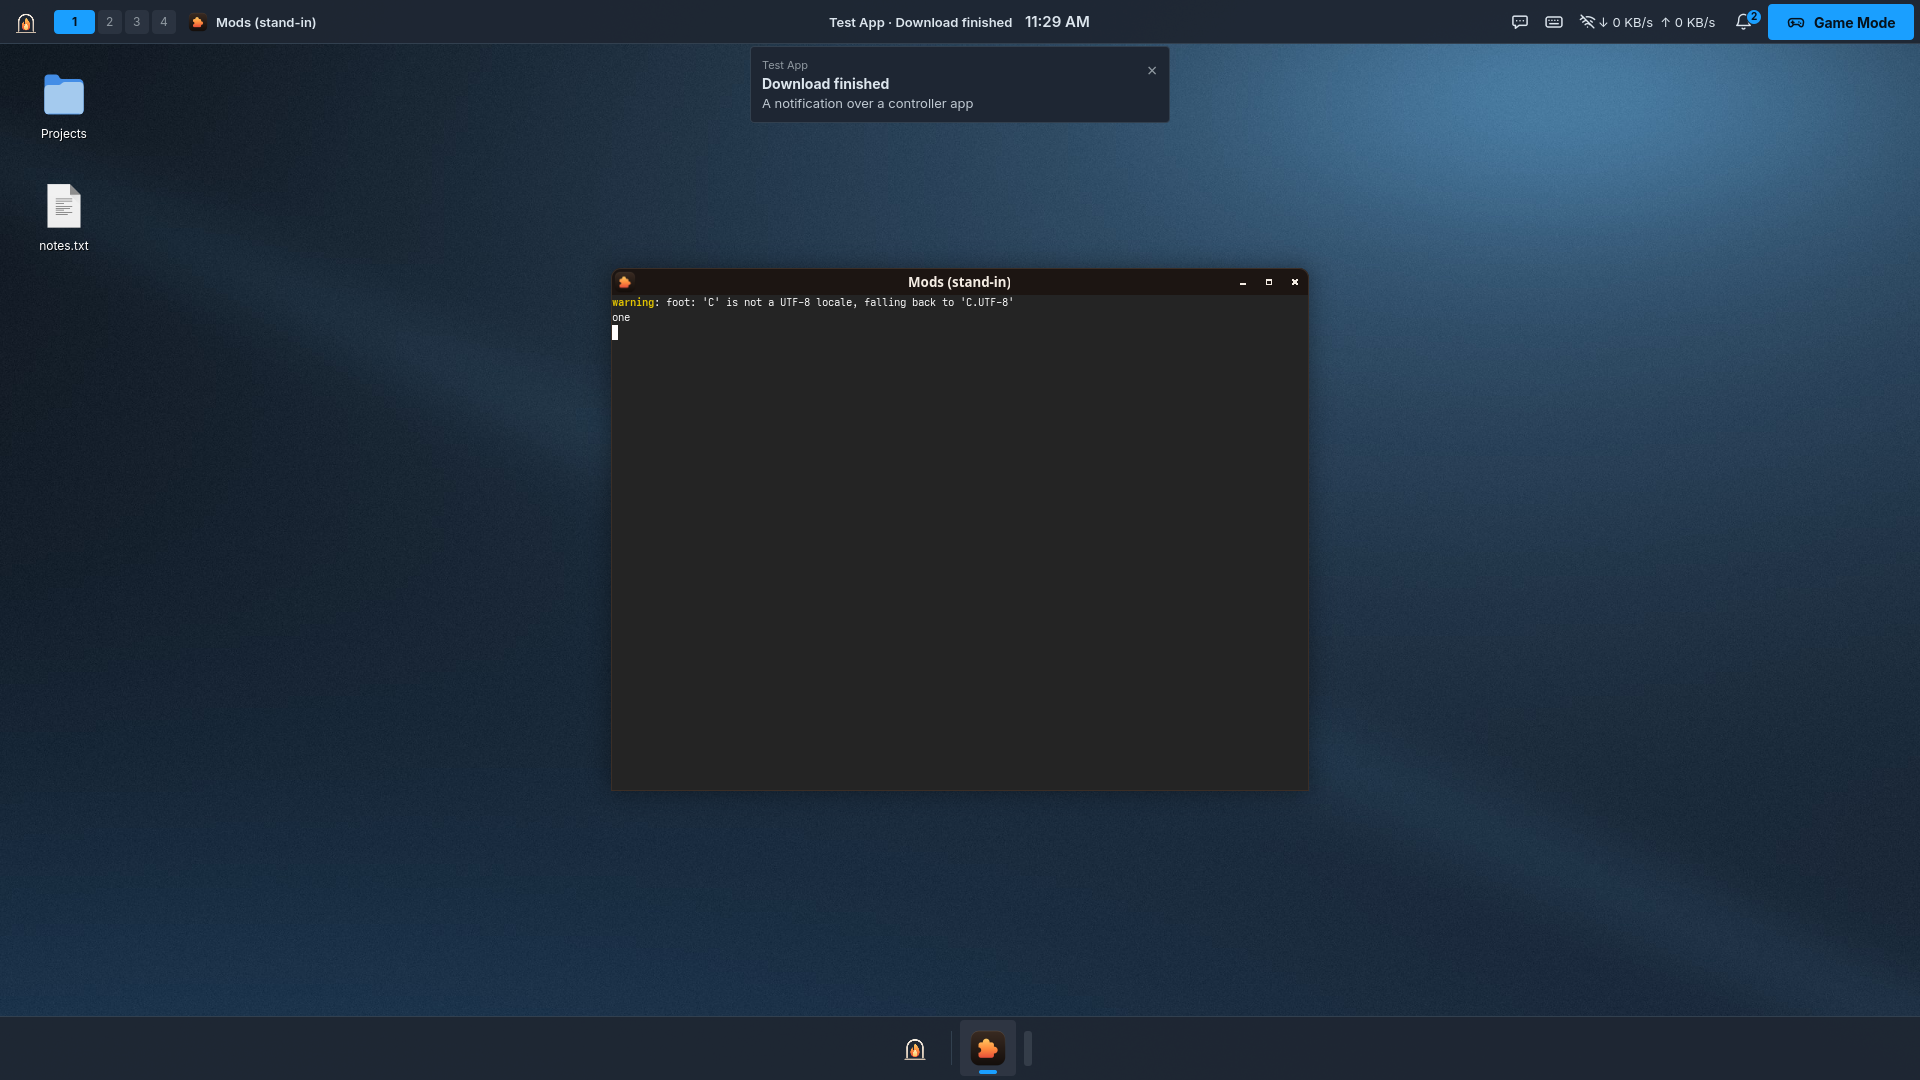 1 2 3 4 Mods (stand-in)
Test App · Download finished 11:29 AM
↓ 0 KB/s ↑ 0 KB/s 2 Game Mode
Test App
Download finished
A notification over a controller app
Projects
notes.txt
Mods (stand-in)
warning: foot: 'C' is not a UTF-8 locale, falling back to 'C.UTF-8'
one